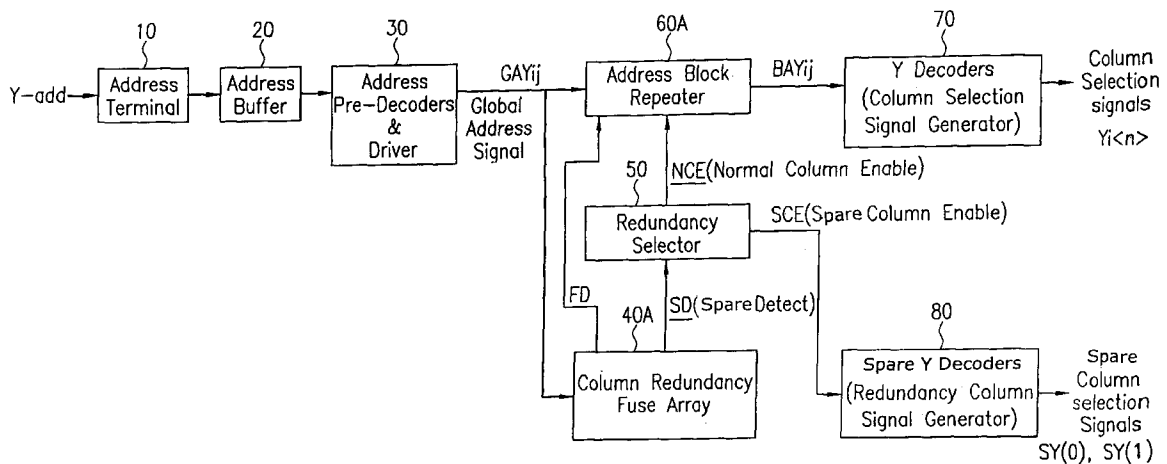 10
20
30
60A
70
Y-add
Address
Terminal
Address
Buffer
Address
Pre-Decoders
&
Driver
GAYij
Global
Address
Signal
Address Block
Repeater
BAYij
Y Decoders
(Column Selection
Signal Generator)
Column
Selection
signals
Yi<n>
NCE(Normal Column Enable)
50
Redundancy
Selector
SCE(Spare Column Enable)
FD
SD(Spare Detect)
40A
Column Redundancy
Fuse Array
80
Spare Y Decoders
(Redundancy Column
Signal Generator)
Spare
Column
selection
Signals
SY(0), SY(1)